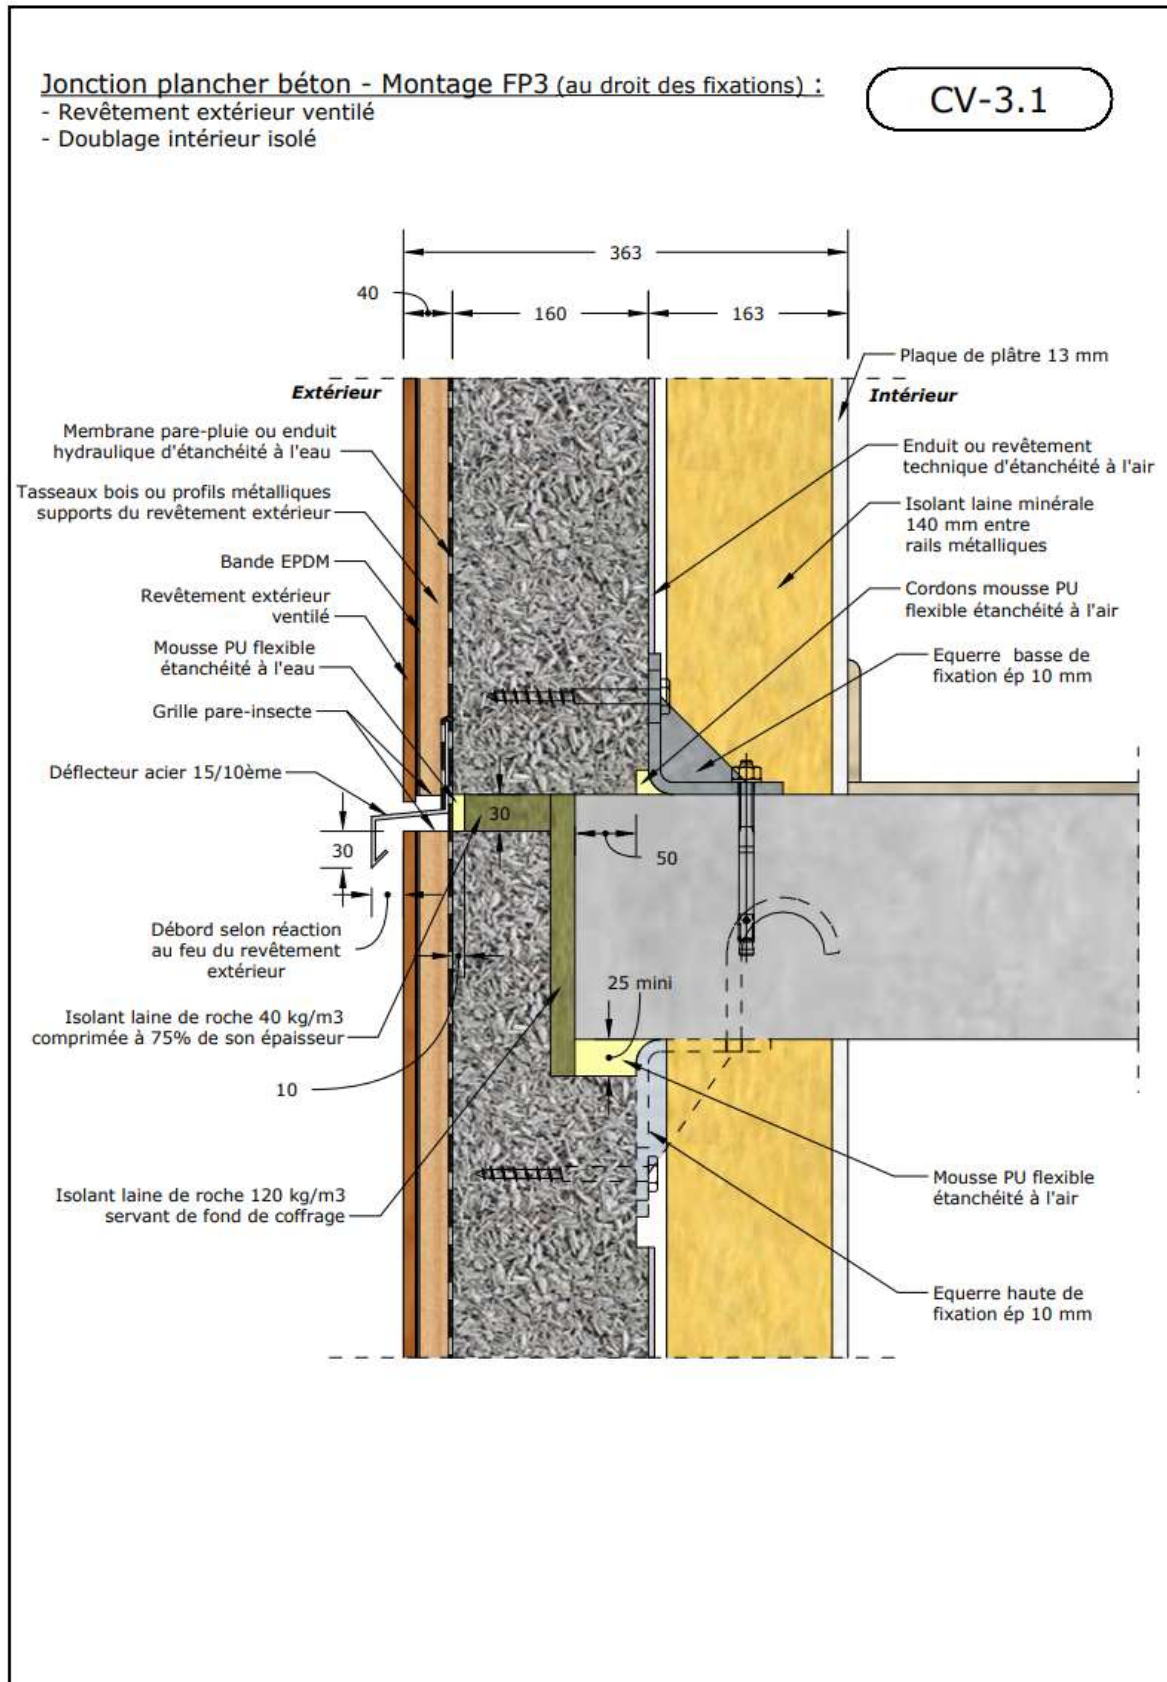 Jonction plancher béton - Montage FP3 (au droit des fixations) :
- Revêtement extérieur ventilé
- Doublage intérieur isolé
CV-3.1
363
40
160
163
Plaque de plâtre 13 mm
Extérieur
Intérieur
Membrane pare-pluie ou enduit
hydraulique d'étanchéité à l'eau
Tasseaux bois ou profils métalliques
supports du revêtement extérieur
Bande EPDM
Revêtement extérieur
ventilé
Mousse PU flexible
étanchéité à l'eau
Grille pare-insecte
Déflecteur acier 15/10ème
Enduit ou revêtement
technique d'étanchéité à l'air
Isolant laine minérale
140 mm entre
rails métalliques
Cordons mousse PU
flexible étanchéité à l'air
Equerre basse de
fixation ép 10 mm
30
30
50
Débord selon réaction
au feu du revêtement
extérieur
25 mini
Isolant laine de roche 40 kg/m3
comprimée à 75% de son épaisseur
10
Isolant laine de roche 120 kg/m3
servant de fond de coffrage
Mousse PU flexible
étanchéité à l'air
Equerre haute de
fixation ép 10 mm